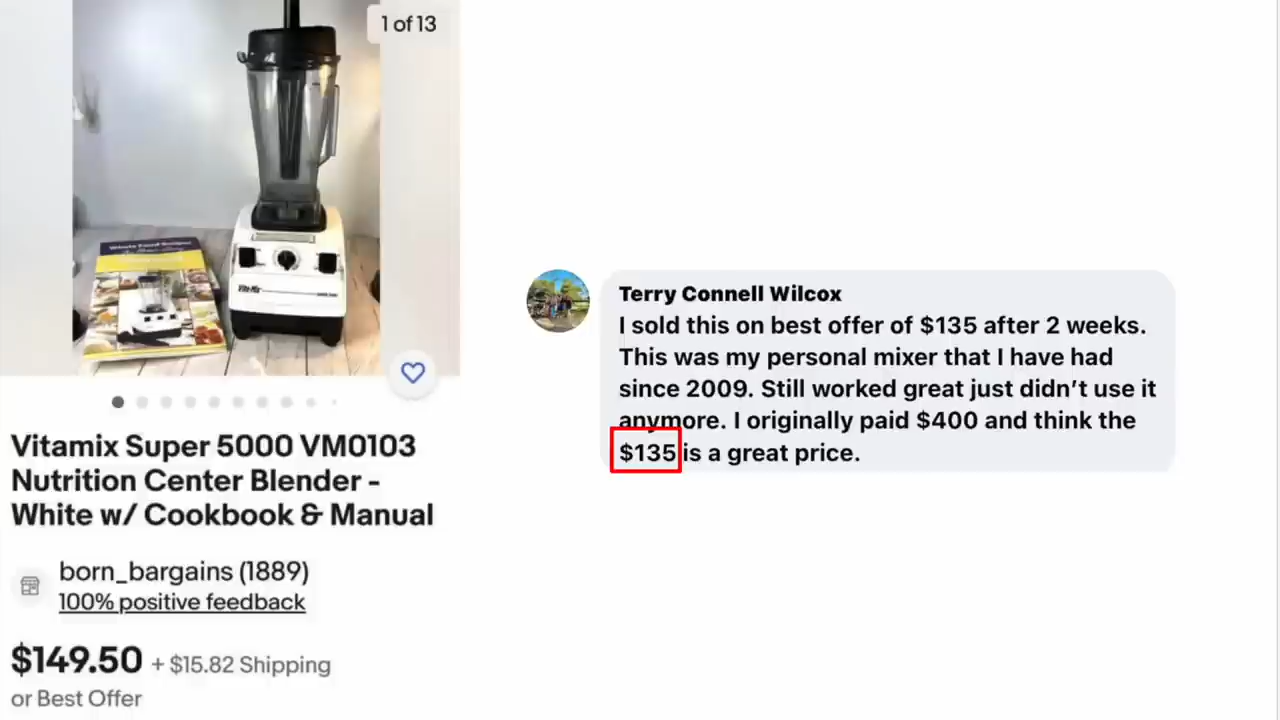 1 of 13
Vita-Mix
Vitamix Super 5000 VM0103
Nutrition Center Blender -
White w/ Cookbook & Manual
born_bargains (1889)
100% positive feedback
$149.50 + $15.82 Shipping
or Best Offer
Terry Connell Wilcox
I sold this on best offer of $135 after 2 weeks.
This was my personal mixer that I have had
since 2009. Still worked great just didn't use it
anymore. I originally paid $400 and think the
$135 is a great price.